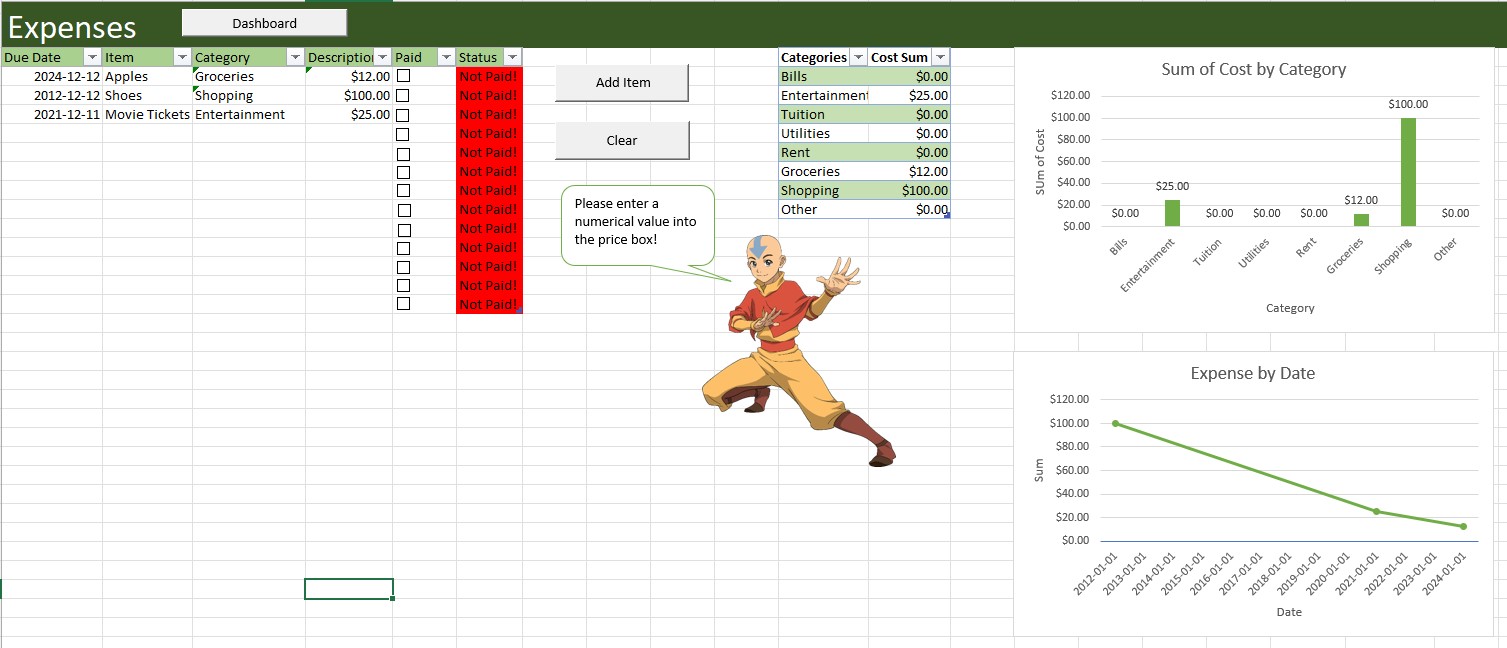 Expenses
Dashboard
Due Date Item Category Description Paid Status
2024-12-12 Apples Groceries $12.00 Not Paid!
2012-12-12 Shoes Shopping $100.00 Not Paid!
2021-12-11 Movie Tickets Entertainment $25.00 Not Paid!
Not Paid!
Not Paid!
Not Paid!
Not Paid!
Not Paid!
Not Paid!
Not Paid!
Not Paid!
Not Paid!
Not Paid!
Add Item
Clear
Please enter a
numerical value into
the price box!
Categories Cost Sum
Bills $0.00
Entertainment $25.00
Tuition $0.00
Utilities $0.00
Rent $0.00
Groceries $12.00
Shopping $100.00
Other $0.00
Sum of Cost by Category
SUm of Cost
$120.00
$100.00
$80.00
$60.00
$40.00
$20.00
$0.00
$0.00 $25.00 $0.00 $0.00 $0.00 $12.00 $100.00 $0.00
Bills Entertainment Tuition Utilities Rent Groceries Shopping Other
Category
Expense by Date
Sum
$120.00
$100.00
$80.00
$60.00
$40.00
$20.00
$0.00
2012-01-01 2013-01-01 2014-01-01 2015-01-01 2016-01-01 2017-01-01 2018-01-01 2019-01-01 2020-01-01 2021-01-01 2022-01-01 2023-01-01 2024-01-01
Date